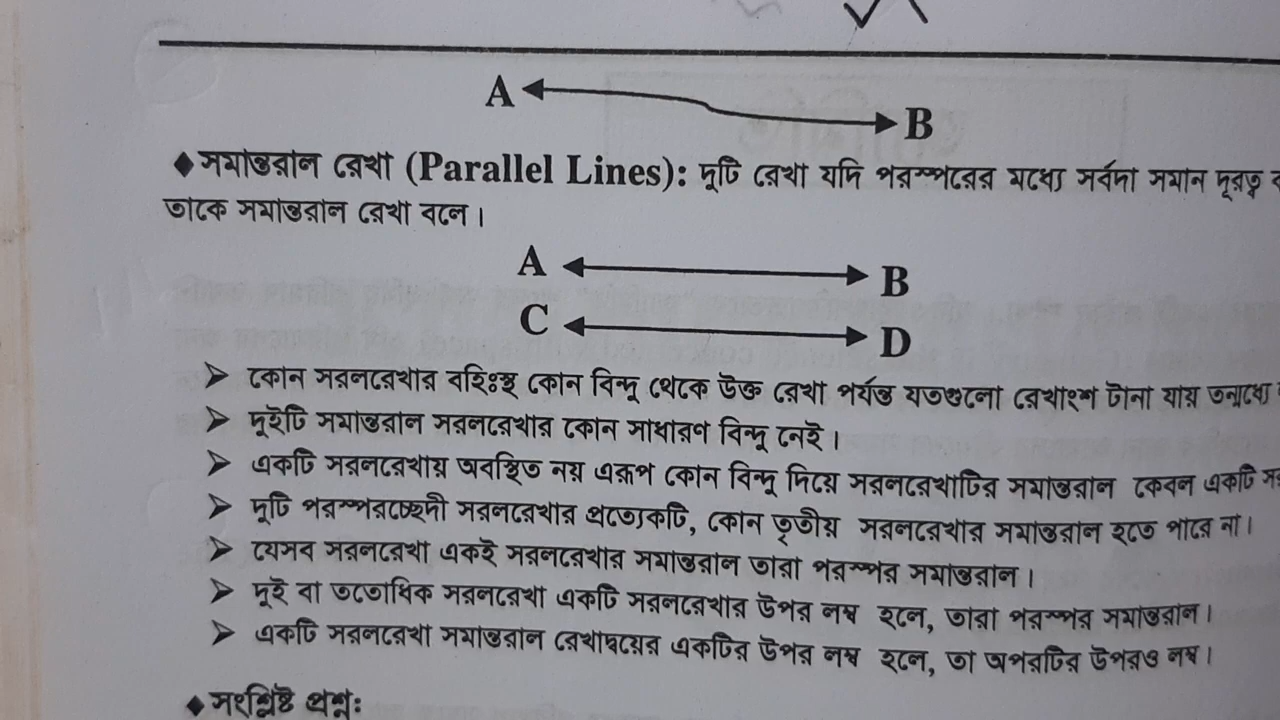 A B
♦ সমান্তরাল রেখা (Parallel Lines): দুটি রেখা যদি পরস্পরের মধ্যে সর্বদা সমান দূরত্ব
তাকে সমান্তরাল রেখা বলে।
A B
C D
➢ কোন সরলরেখার বহিঃস্থ কোন বিন্দু থেকে উক্ত রেখা পর্যন্ত যতগুলো রেখাংশ টানা যায় তন্মধ্যে
➢ দুইটি সমান্তরাল সরলরেখার কোন সাধারণ বিন্দু নেই।
➢ একটি সরলরেখায় অবস্থিত নয় এরূপ কোন বিন্দু দিয়ে সরলরেখাটির সমান্তরাল কেবল একটি
➢ দুটি পরস্পরচ্ছেদী সরলরেখার প্রত্যেকটি, কোন তৃতীয় সরলরেখার সমান্তরাল হতে পারে না।
➢ যেসব সরলরেখা একই সরলরেখার সমান্তরাল তারা পরস্পর সমান্তরাল।
➢ দুই বা ততোধিক সরলরেখা একটি সরলরেখার উপর লম্ব হলে, তারা পরস্পর সমান্তরাল।
➢ একটি সরলরেখা সমান্তরাল রেখাদ্বয়ের একটির উপর লম্ব হলে, তা অপরটির উপরও লম্ব।
♦ সংশ্লিষ্ট প্রশ্ন: